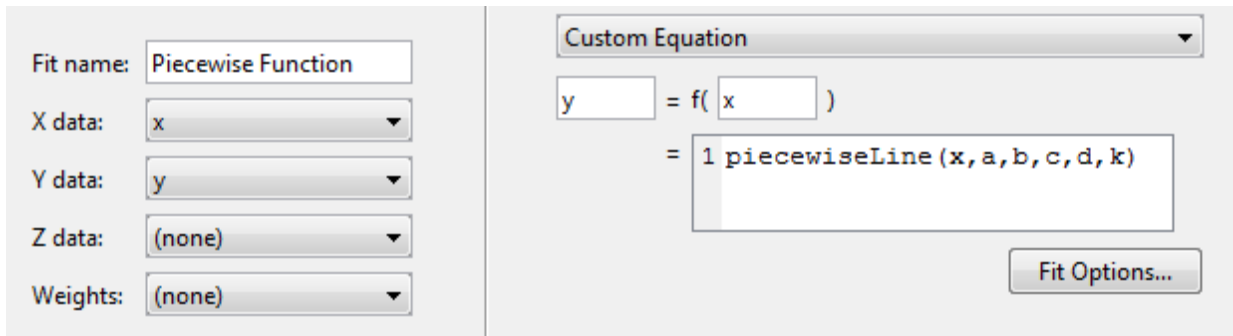 Fit name: Piecewise Function
X data: x
Y data: y
Z data: (none)
Weights: (none)
Custom Equation
y = f( x )
= 1 piecewiseLine(x,a,b,c,d,k)
Fit Options...